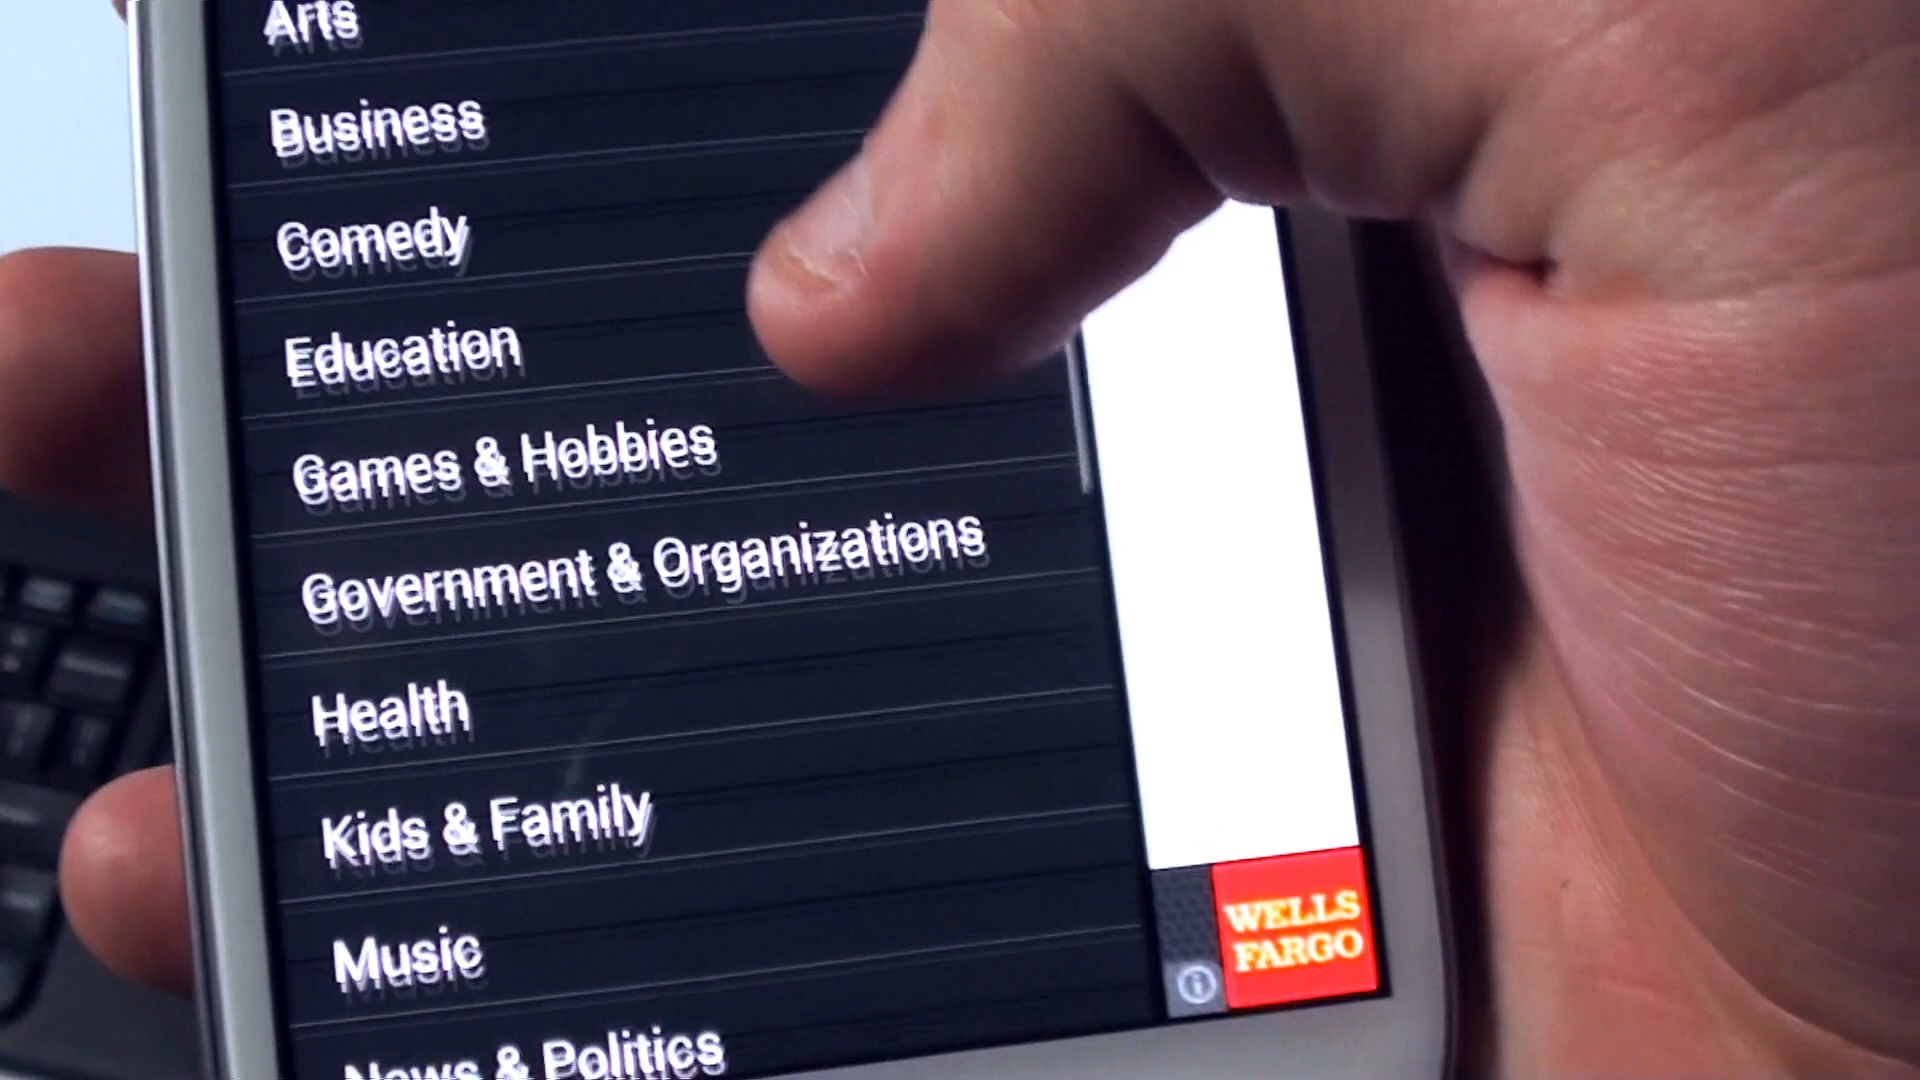 Arts
Business
Comedy
Education
Games & Hobbies
Government & Organizations
Health
Kids & Family
Music
News & Politics
WELLS
FARGO